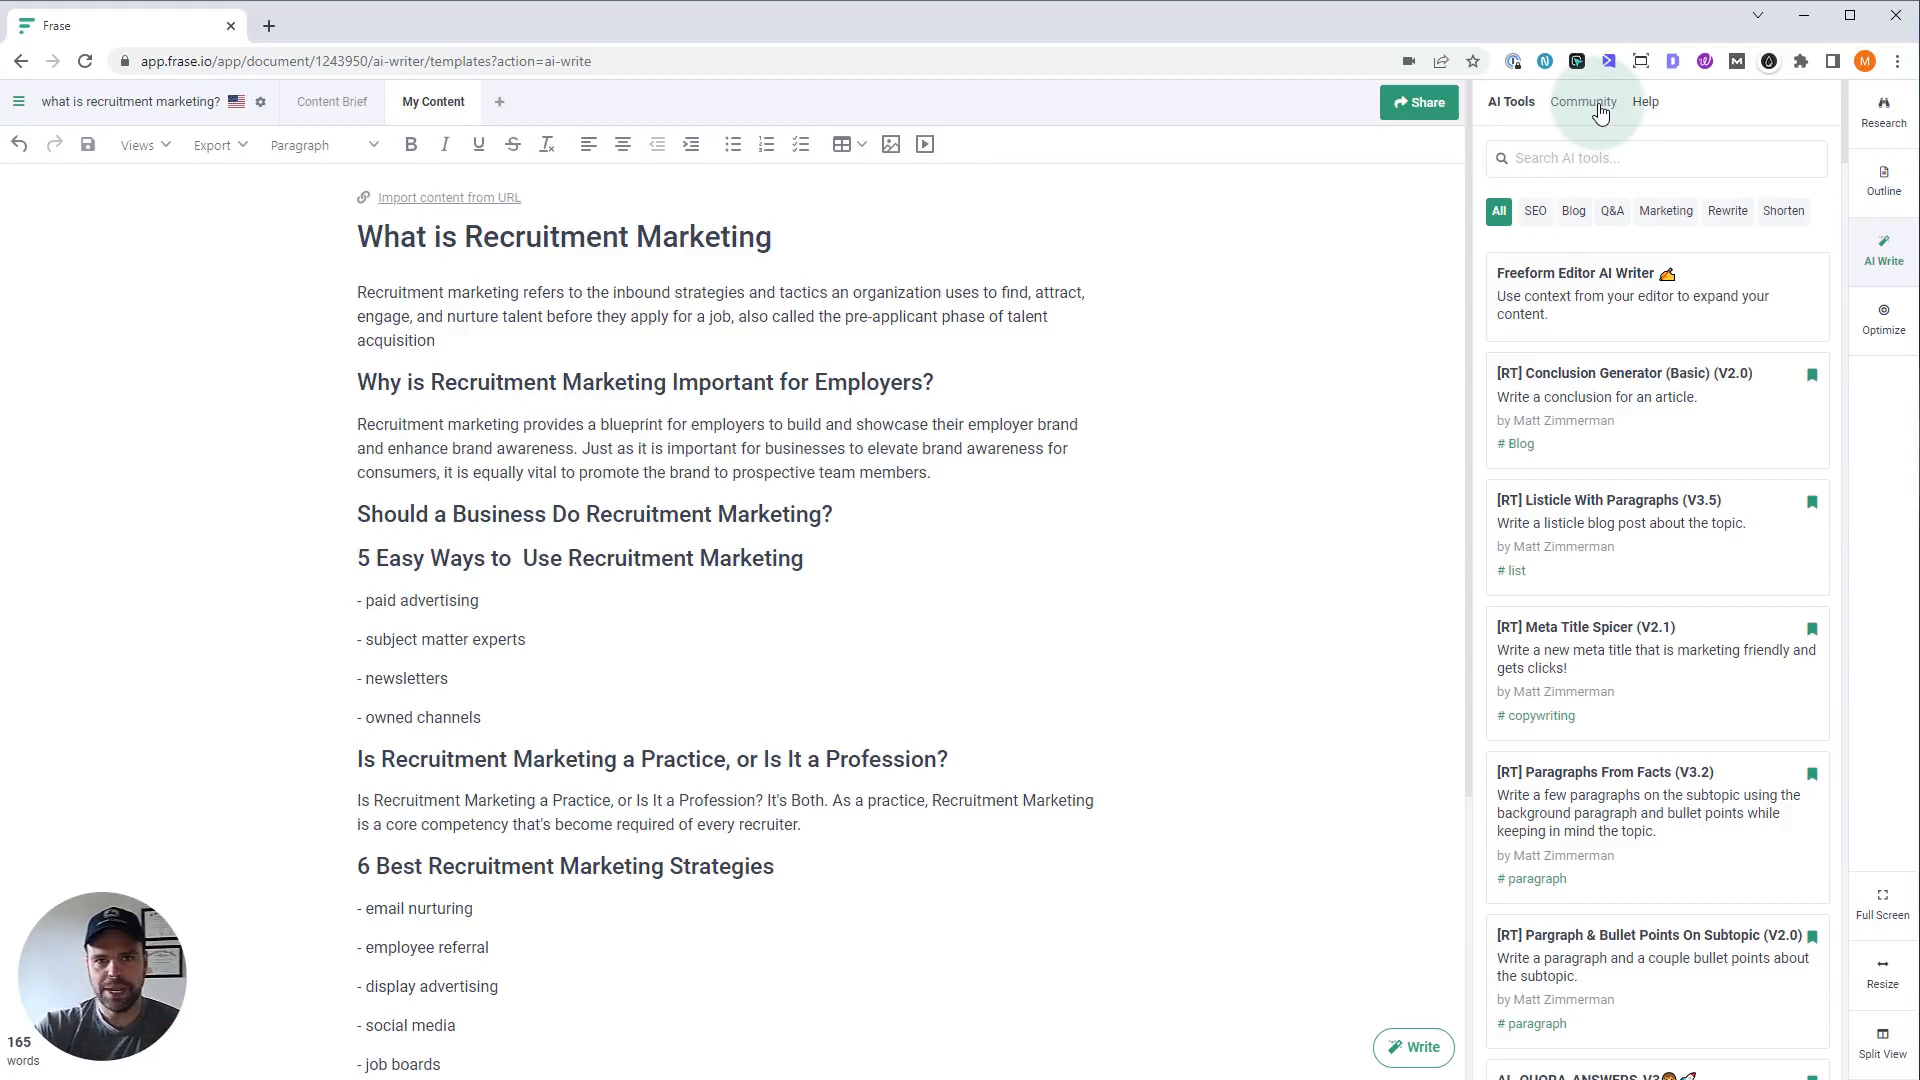 Frase
app.frase.io/app/document/1243950/ai-writer/templates?action=ai-write
M
M
what is recruitment marketing?
Content Brief
My Content
Share
Views
Export
Paragraph
B
I
U
S
Import content from URL
What is Recruitment Marketing
Recruitment marketing refers to the inbound strategies and tactics an organization uses to find, attract,
engage, and nurture talent before they apply for a job, also called the pre-applicant phase of talent
acquisition
Why is Recruitment Marketing Important for Employers?
Recruitment marketing provides a blueprint for employers to build and showcase their employer brand
and enhance brand awareness. Just as it is important for businesses to elevate brand awareness for
consumers, it is equally vital to promote the brand to prospective team members.
Should a Business Do Recruitment Marketing?
5 Easy Ways to  Use Recruitment Marketing
- paid advertising
- subject matter experts
- newsletters
- owned channels
Is Recruitment Marketing a Practice, or Is It a Profession?
Is Recruitment Marketing a Practice, or Is It a Profession? It's Both. As a practice, Recruitment Marketing
is a core competency that's become required of every recruiter.
6 Best Recruitment Marketing Strategies
- email nurturing
- employee referral
- display advertising
- social media
- job boards
165
words
Write
AI Tools
Community
Help
Search AI tools...
All
SEO
Blog
Q&A
Marketing
Rewrite
Shorten
Freeform Editor AI Writer
Use context from your editor to expand your
content.
[RT] Conclusion Generator (Basic) (V2.0)
Write a conclusion for an article.
by Matt Zimmerman
# Blog
[RT] Listicle With Paragraphs (V3.5)
Write a listicle blog post about the topic.
by Matt Zimmerman
# list
[RT] Meta Title Spicer (V2.1)
Write a new meta title that is marketing friendly and
gets clicks!
by Matt Zimmerman
# copywriting
[RT] Paragraphs From Facts (V3.2)
Write a few paragraphs on the subtopic using the
background paragraph and bullet points while
keeping in mind the topic.
by Matt Zimmerman
# paragraph
[RT] Pargraph & Bullet Points On Subtopic (V2.0)
Write a paragraph and a couple bullet points about
the subtopic.
by Matt Zimmerman
# paragraph
Research
Outline
AI Write
Optimize
Full Screen
Resize
Split View